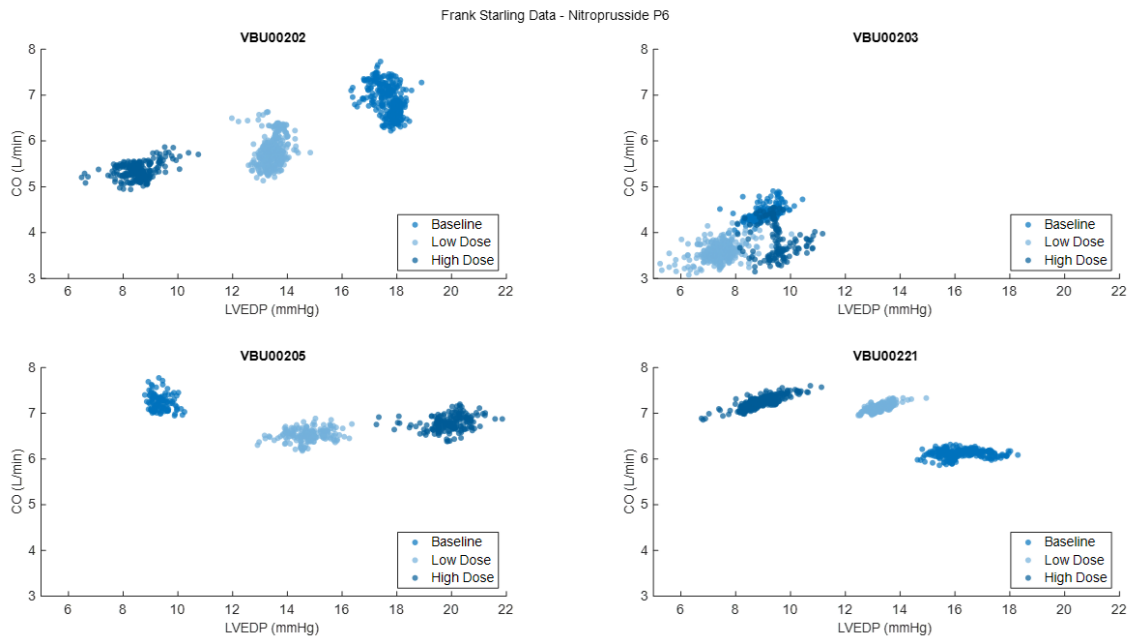 Frank Starling Data - Nitroprusside P6
VBU00202
CO (L/min)
8
7
6
5
4
3
6 8 10 12 14 16 18 20 22
LVEDP (mmHg)
Baseline
Low Dose
High Dose
VBU00203
CO (L/min)
8
7
6
5
4
3
6 8 10 12 14 16 18 20 22
LVEDP (mmHg)
Baseline
Low Dose
High Dose
VBU00205
CO (L/min)
8
7
6
5
4
3
6 8 10 12 14 16 18 20 22
LVEDP (mmHg)
Baseline
Low Dose
High Dose
VBU00221
CO (L/min)
8
7
6
5
4
3
6 8 10 12 14 16 18 20 22
LVEDP (mmHg)
Baseline
Low Dose
High Dose